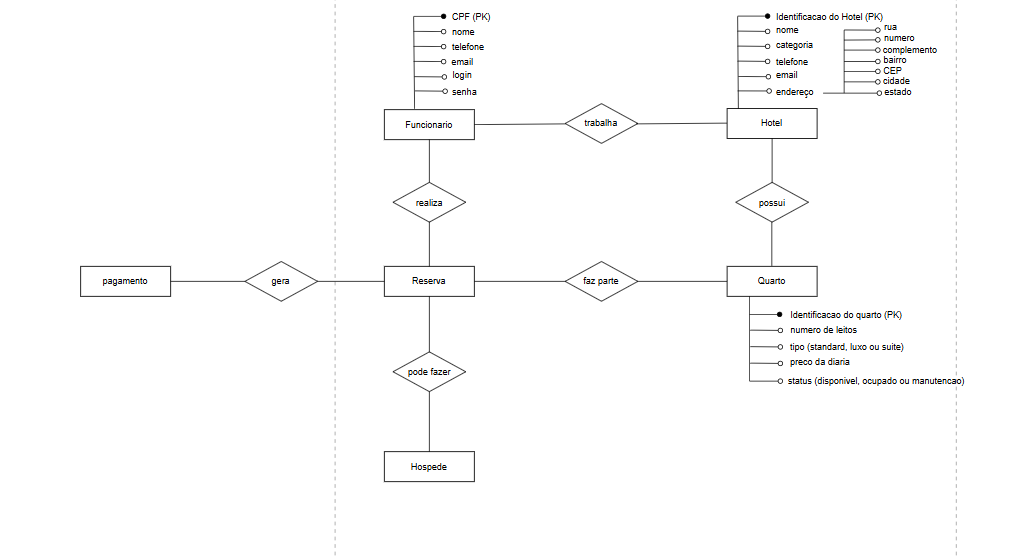 CPF (PK)
nome
telefone
email
login
senha
Identificacao do Hotel (PK)
nome
categoria
telefone
email
endereço
rua
numero
complemento
bairro
CEP
cidade
estado
Funcionario
trabalha
Hotel
realiza
possui
pagamento
gera
Reserva
faz parte
Quarto
Identificacao do quarto (PK)
numero de leitos
tipo (standard, luxo ou suite)
preco da diaria
status (disponivel, ocupado ou manutencao)
pode fazer
Hospede